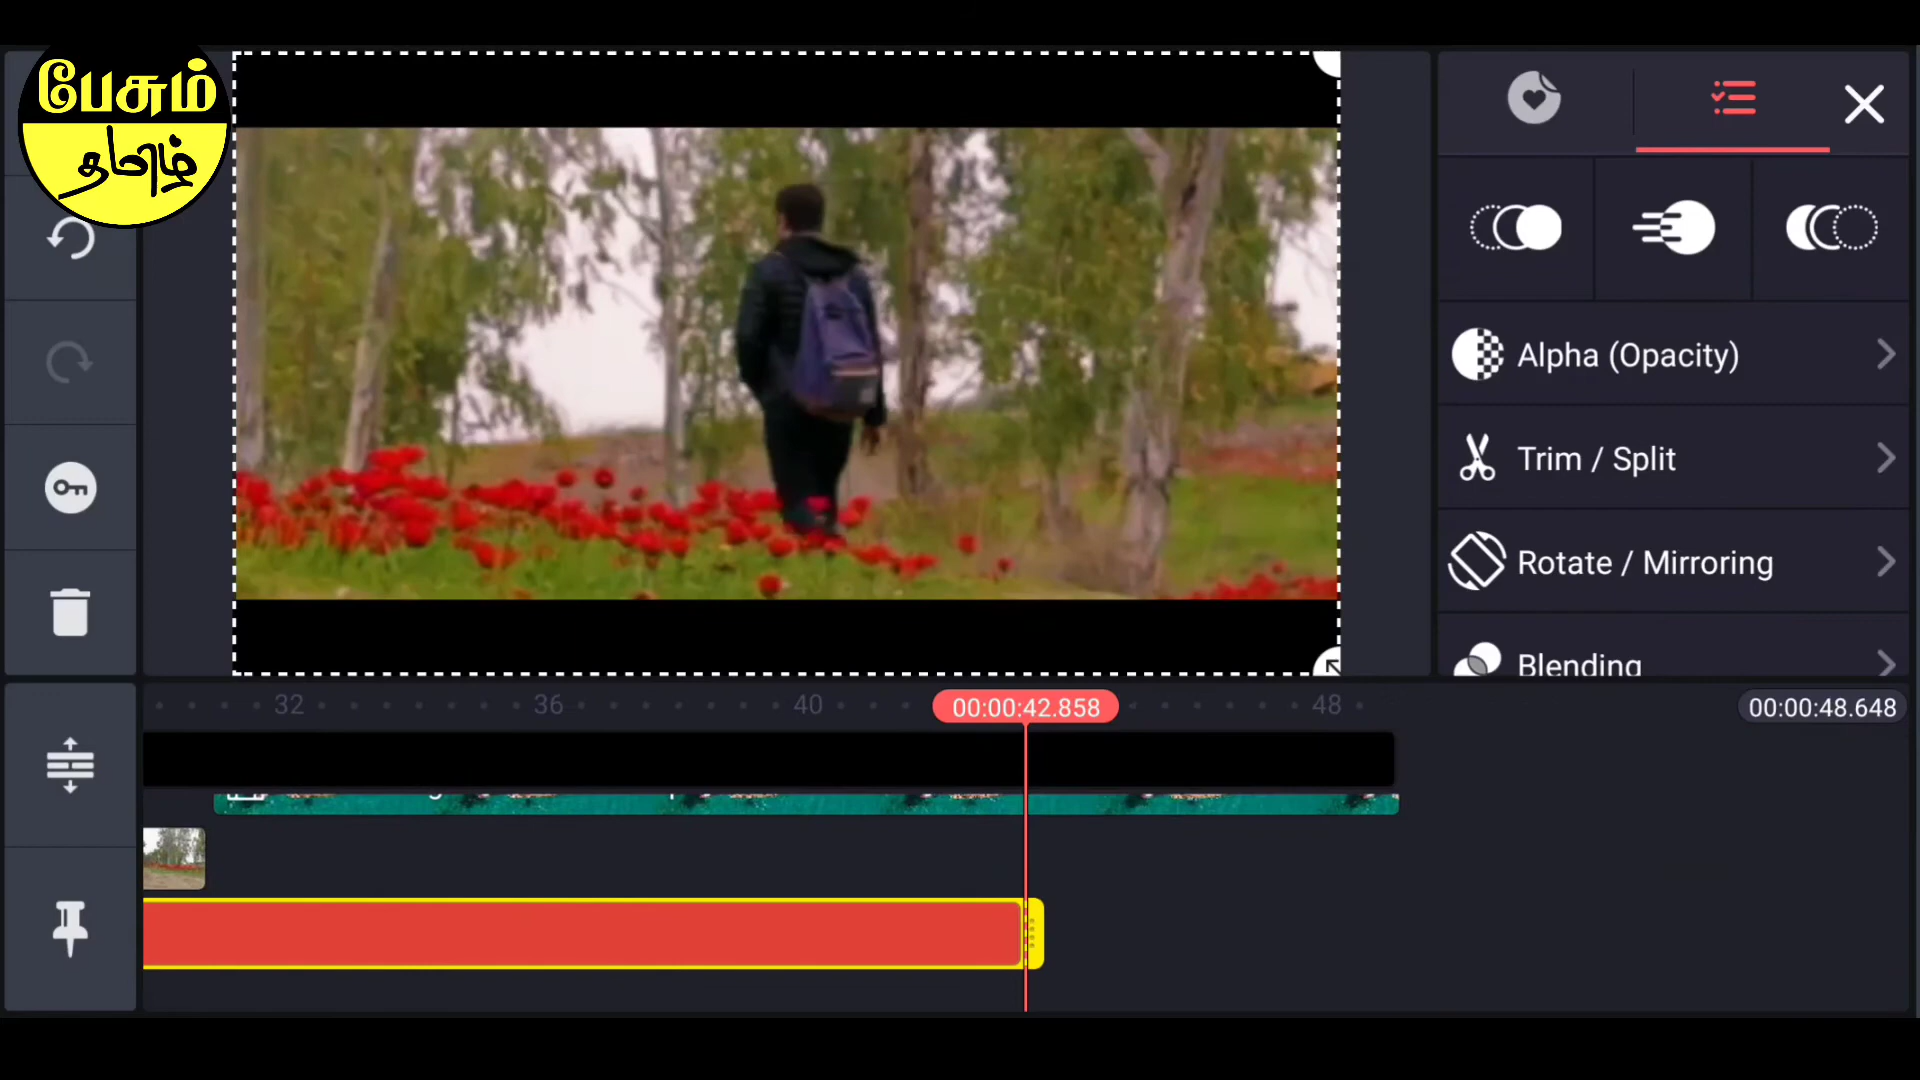 பேசும்
தமிழ்
Alpha (Opacity)
Trim / Split
Rotate / Mirroring
Blending
32
36
40
00:00:42.858
48
00:00:48.648